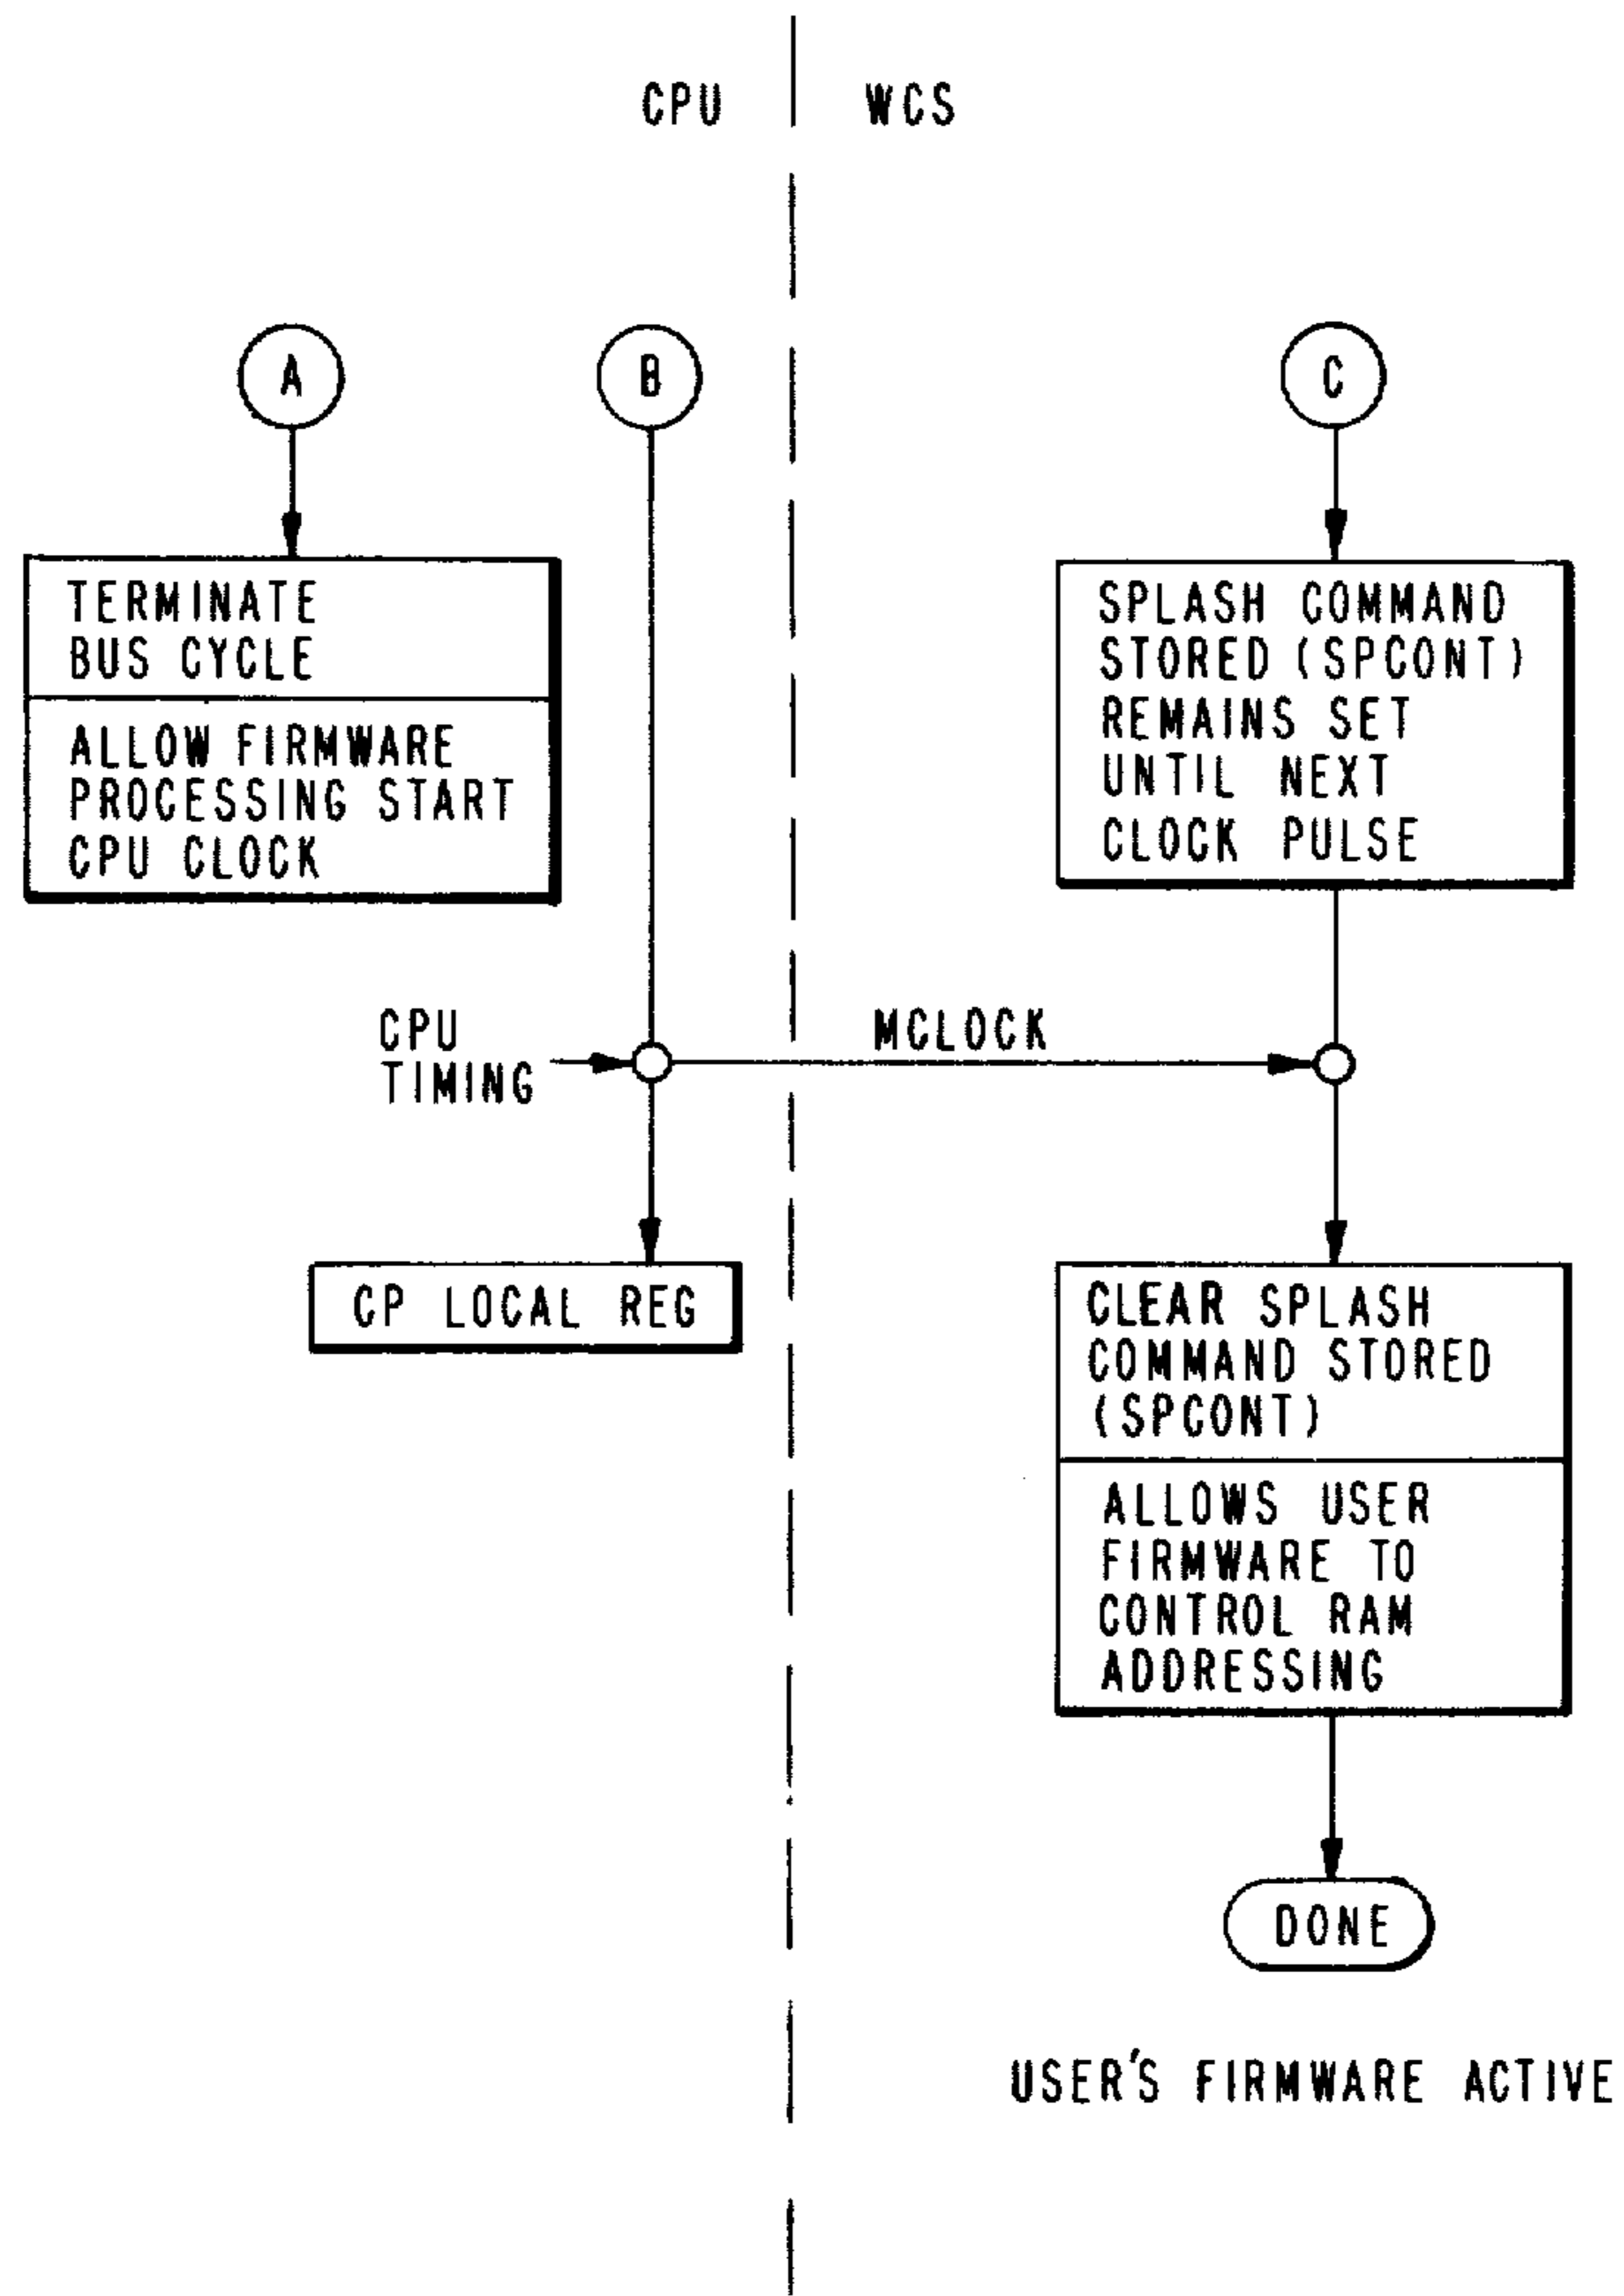 CPU
WCS
A
B
C
TERMINATE
BUS CYCLE
ALLOW FIRMWARE
PROCESSING START
CPU CLOCK
SPLASH COMMAND
STORED (SPCONT)
REMAINS SET
UNTIL NEXT
CLOCK PULSE
CPU
TIMING
MCLOCK
CP LOCAL REG
CLEAR SPLASH
COMMAND STORED
(SPCONT)
ALLOWS USER
FIRMWARE TO
CONTROL RAM
ADDRESSING
DONE
USER'S FIRMWARE ACTIVE